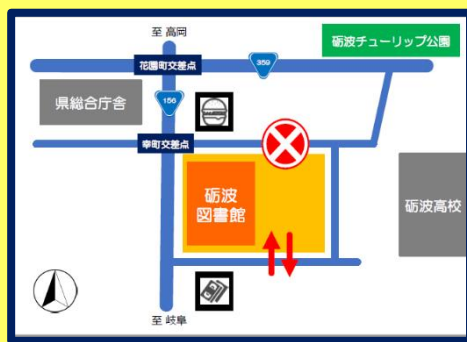 至 高岡
砺波チューリップ公園
花園町交差点
359
県総合庁舎
156
幸町交差点
砺波
図書館
砺波高校
至 岐阜